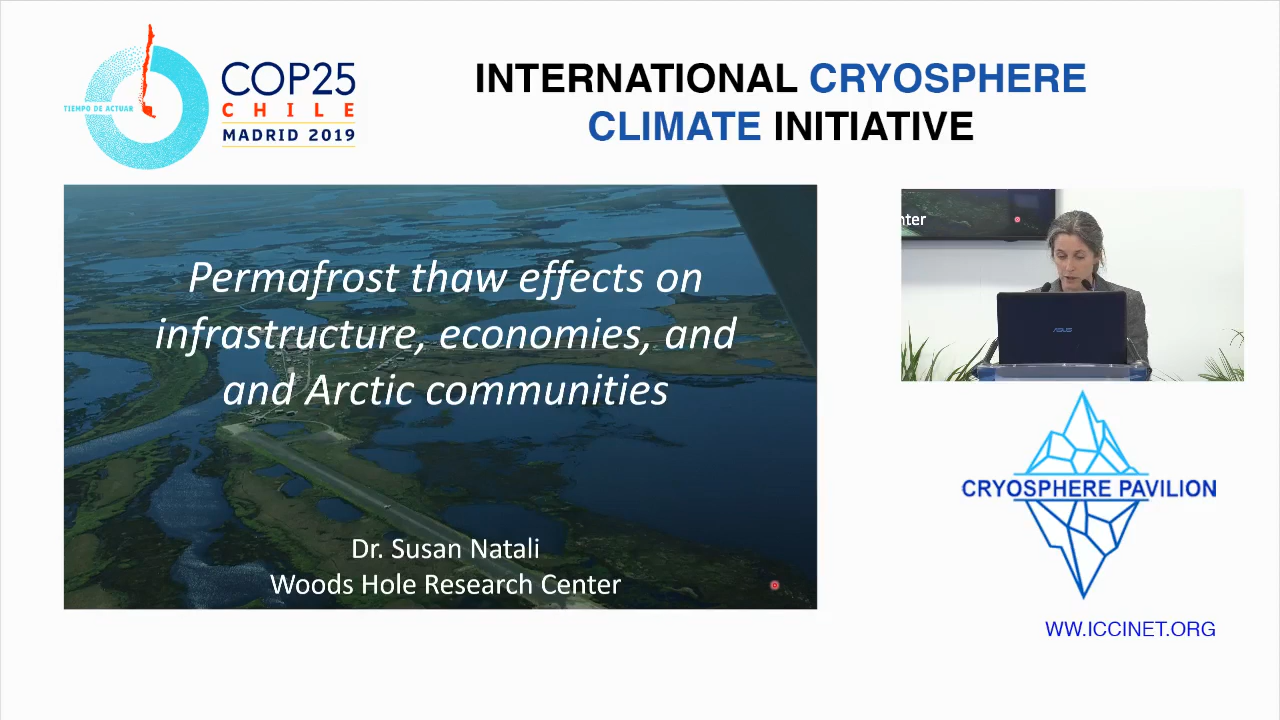 TIEMPO DE ACTUAR
COP25
CHILE
MADRID 2019
INTERNATIONAL CRYOSPHERE
CLIMATE INITIATIVE
Permafrost thaw effects on
infrastructure, economies, and
and Arctic communities
Dr. Susan Natali
Woods Hole Research Center
nter
ASUS
CRYOSPHERE PAVILION
WW.ICCINET.ORG